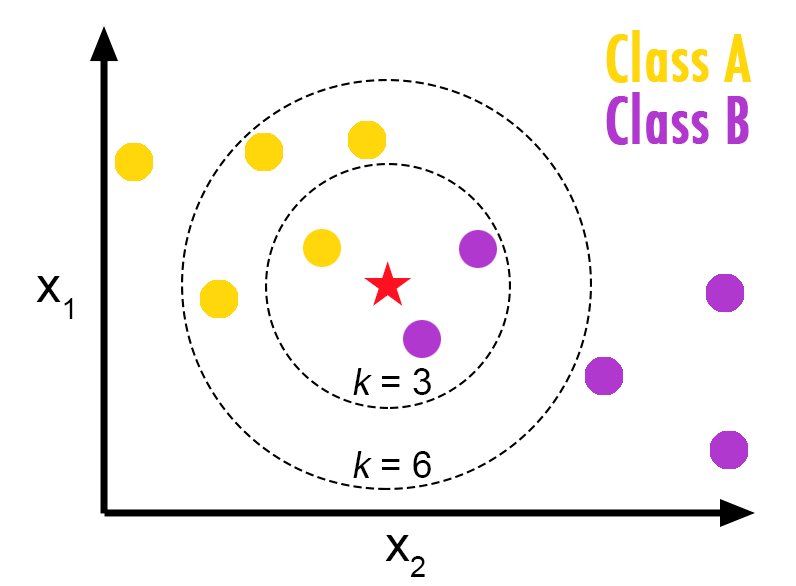 Class A
Class B
x₁
k = 3
k = 6
x₂